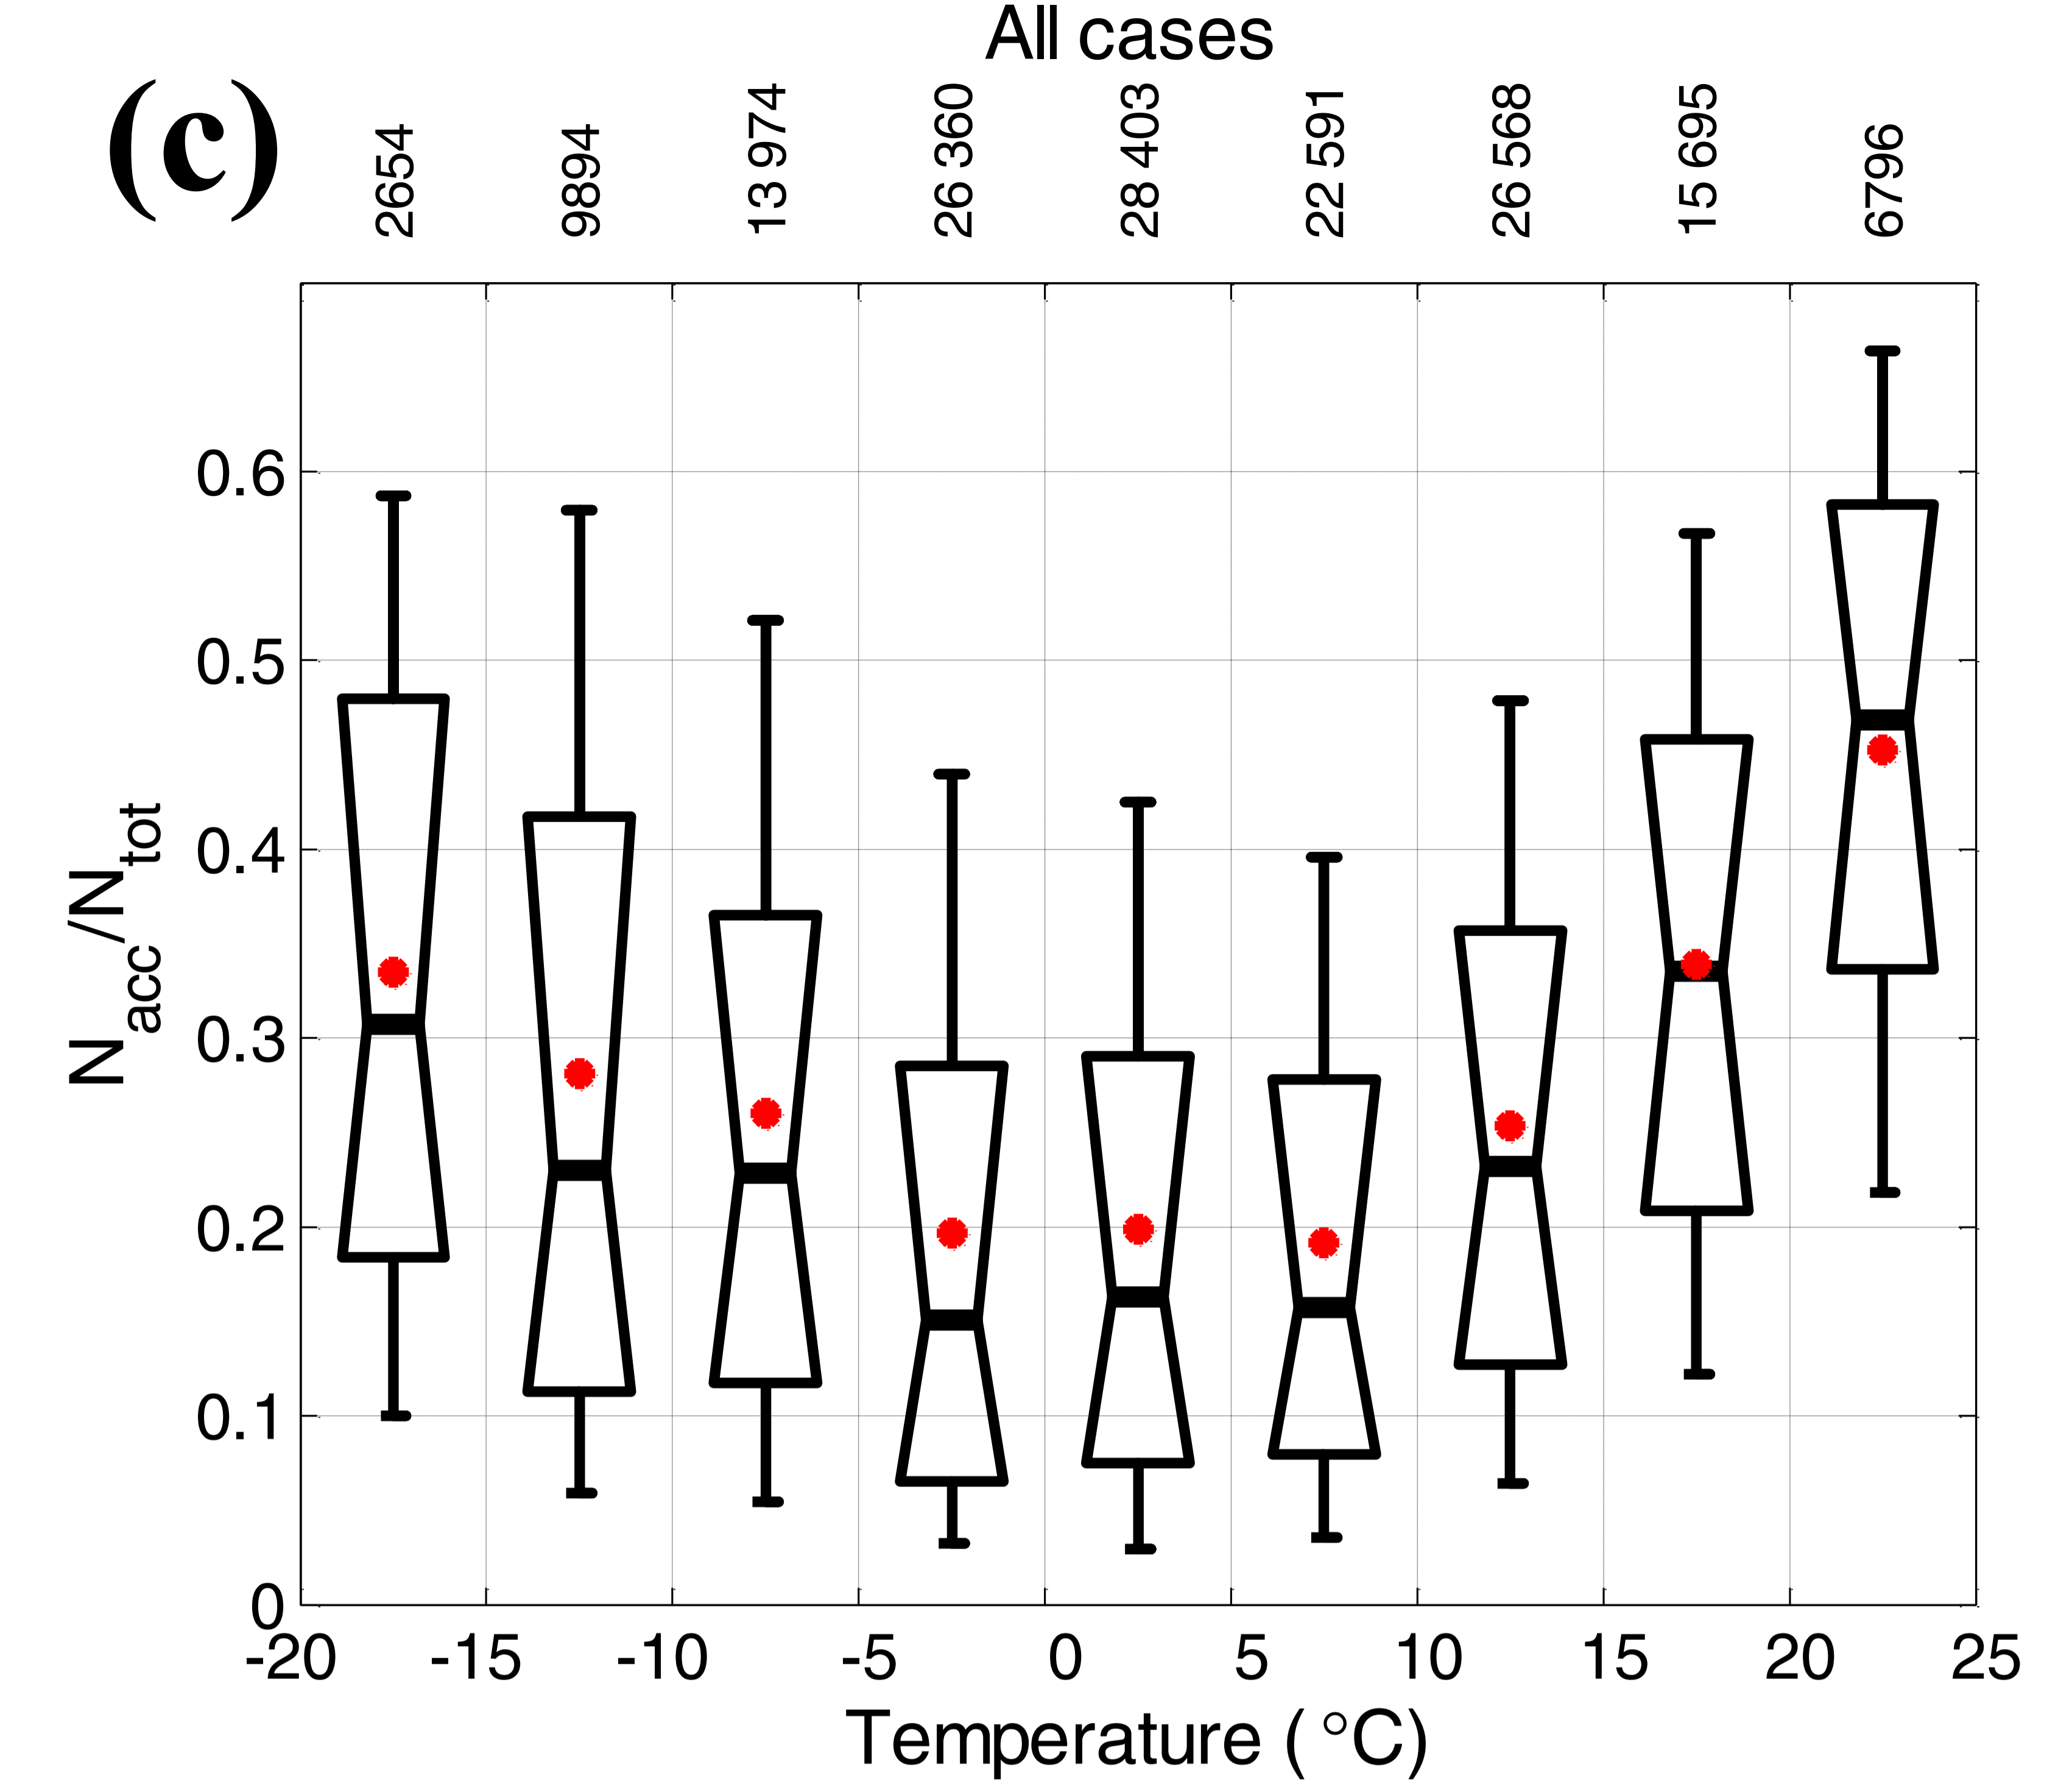 All cases
(c)
2654 9894 13 974 26 360 28 403 22 591 26 568 15 695 6796
0.6
0.5
0.4
0.3
0.2
0.1
0
Nacc/Ntot
-20 -15 -10 -5 0 5 10 15 20 25
Temperature (°C)